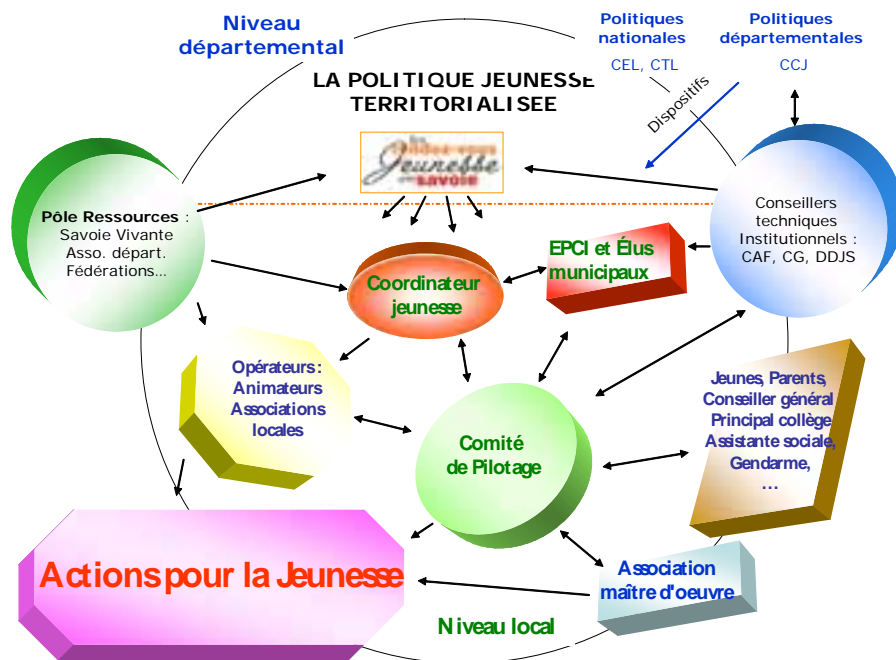 Niveau
départemental
Politiques
nationales
CEL, CTL
Politiques
départementales
CCJ
LA POLITIQUE JEUNESSE
TERRITORIALISEE
Dispositifs
Jeunesse
savoie
Pôle Ressources :
Savoie Vivante
Asso. départ.
Fédérations...
Conseillers
techniques
Institutionnels :
CAF, CG, DDJS
EPCI et Élus
municipaux
Coordinateur
jeunesse
Opérateurs :
Animateurs
Associations
locales
Jeunes, Parents,
Conseiller général
Principal collège
Assistante sociale,
Gendarme,
...
Comité
de Pilotage
Actions pour la Jeunesse
Association
maître d'oeuvre
Niveau local